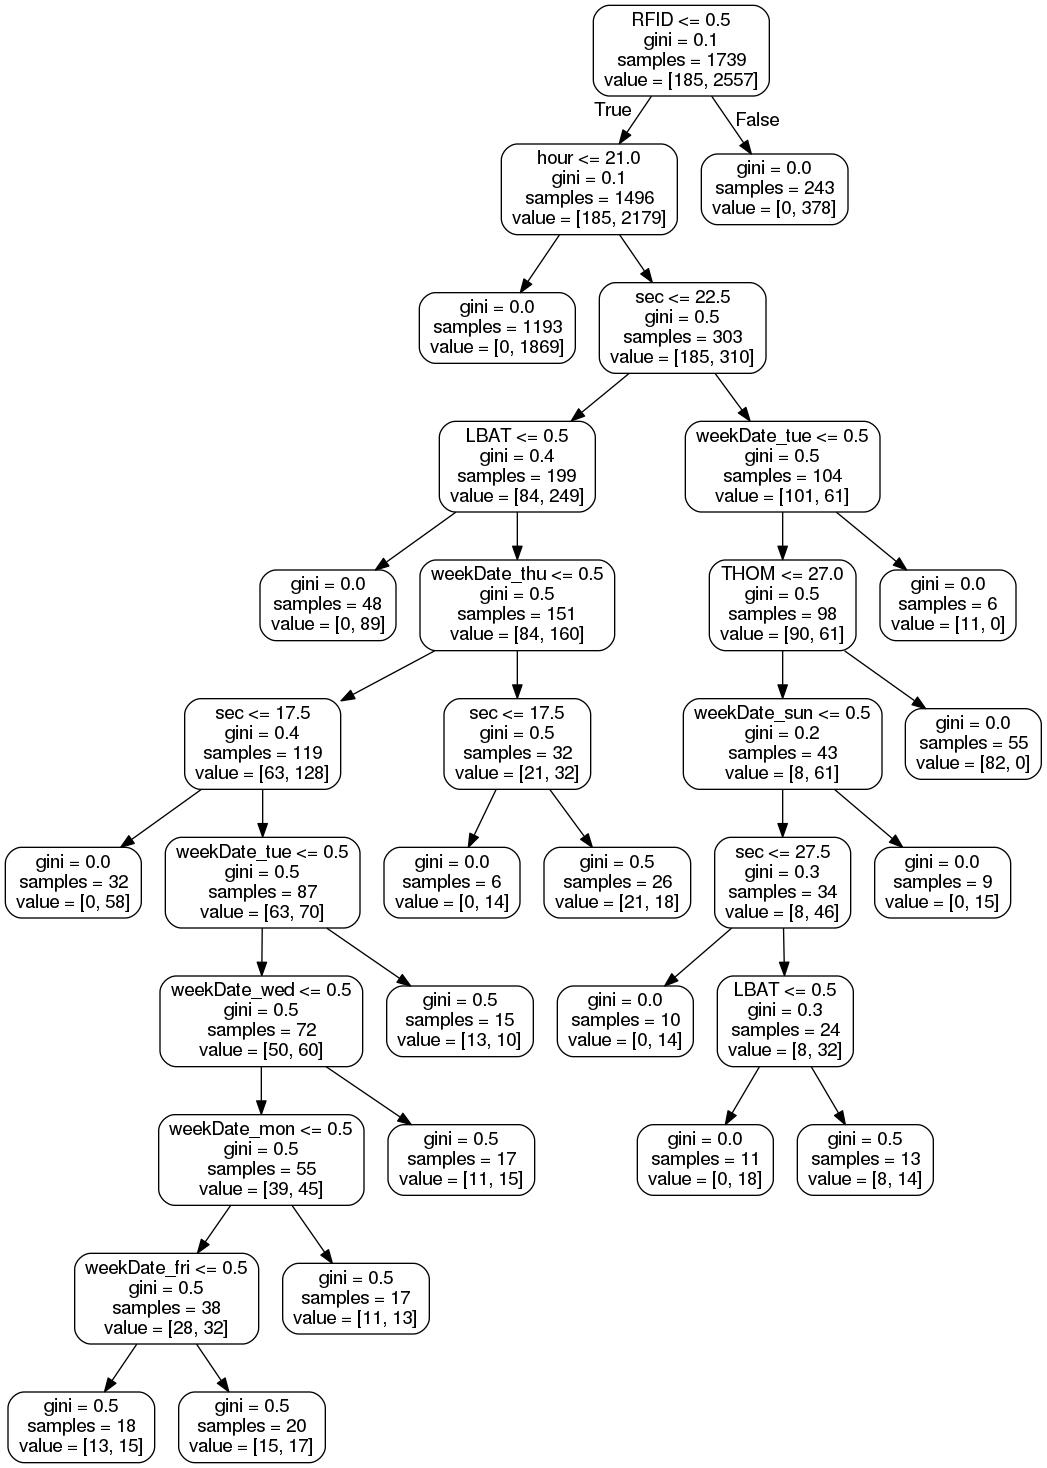 RFID <= 0.5
gini = 0.1
samples = 1739
value = [185, 2557]
True
False
hour <= 21.0
gini = 0.1
samples = 1496
value = [185, 2179]
gini = 0.0
samples = 243
value = [0, 378]
gini = 0.0
samples = 1193
value = [0, 1869]
sec <= 22.5
gini = 0.5
samples = 303
value = [185, 310]
LBAT <= 0.5
gini = 0.4
samples = 199
value = [84, 249]
weekDate_tue <= 0.5
gini = 0.5
samples = 104
value = [101, 61]
gini = 0.0
samples = 48
value = [0, 89]
weekDate_thu <= 0.5
gini = 0.5
samples = 151
value = [84, 160]
THOM <= 27.0
gini = 0.5
samples = 98
value = [90, 61]
gini = 0.0
samples = 6
value = [11, 0]
sec <= 17.5
gini = 0.4
samples = 119
value = [63, 128]
sec <= 17.5
gini = 0.5
samples = 32
value = [21, 32]
weekDate_sun <= 0.5
gini = 0.2
samples = 43
value = [8, 61]
gini = 0.0
samples = 55
value = [82, 0]
gini = 0.0
samples = 32
value = [0, 58]
weekDate_tue <= 0.5
gini = 0.5
samples = 87
value = [63, 70]
gini = 0.0
samples = 6
value = [0, 14]
gini = 0.5
samples = 26
value = [21, 18]
sec <= 27.5
gini = 0.3
samples = 34
value = [8, 46]
gini = 0.0
samples = 9
value = [0, 15]
weekDate_wed <= 0.5
gini = 0.5
samples = 72
value = [50, 60]
gini = 0.5
samples = 15
value = [13, 10]
gini = 0.0
samples = 10
value = [0, 14]
LBAT <= 0.5
gini = 0.3
samples = 24
value = [8, 32]
weekDate_mon <= 0.5
gini = 0.5
samples = 55
value = [39, 45]
gini = 0.5
samples = 17
value = [11, 15]
gini = 0.0
samples = 11
value = [0, 18]
gini = 0.5
samples = 13
value = [8, 14]
weekDate_fri <= 0.5
gini = 0.5
samples = 38
value = [28, 32]
gini = 0.5
samples = 17
value = [11, 13]
gini = 0.5
samples = 18
value = [13, 15]
gini = 0.5
samples = 20
value = [15, 17]